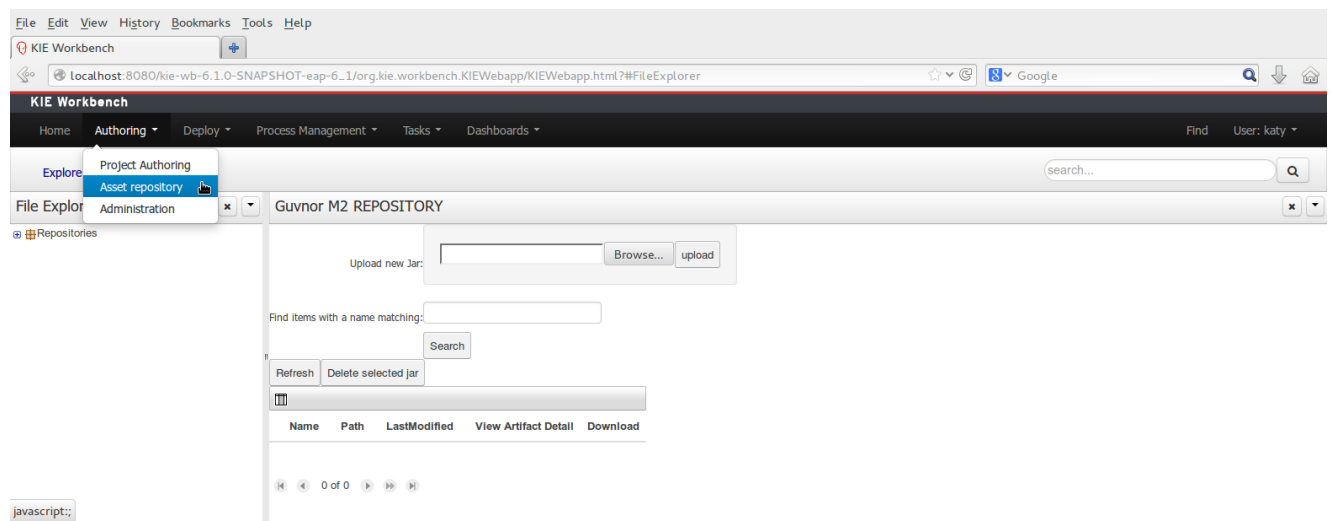 File Edit View History Bookmarks Tools Help
KIE Workbench
localhost:8080/kie-wb-6.1.0-SNAPSHOT-eap-6_1/org.kie.workbench.KIEWebapp/KIEWebapp.html?#FileExplorer
Google
KIE Workbench
Home Authoring Deploy Process Management Tasks Dashboards Find User: katy
Project Authoring
Explore
search...
Asset repository
File Explor
Administration
Guvnor M2 REPOSITORY
Repositories
Upload new Jar:
Browse... upload
Find items with a name matching:
Search
Refresh Delete selected jar
Name Path LastModified View Artifact Detail Download
0 of 0
javascript:;